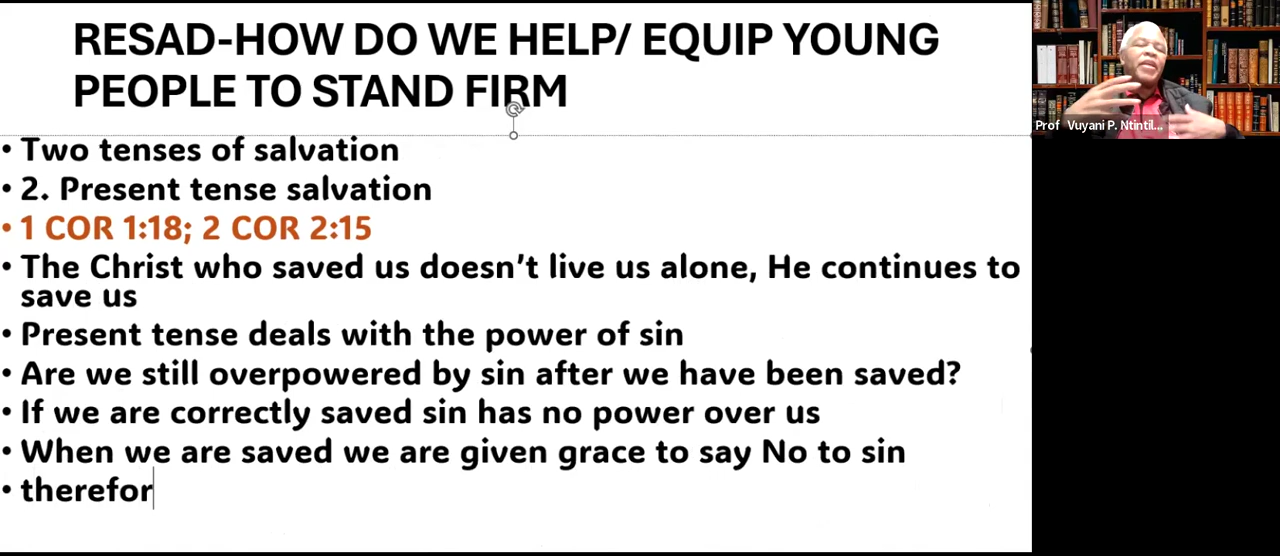 RESAD-HOW DO WE HELP/ EQUIP YOUNG
PEOPLE TO STAND FIRM
• Two tenses of salvation
• 2. Present tense salvation
• 1 COR 1:18; 2 COR 2:15
• The Christ who saved us doesn't live us alone, He continues to
save us
• Present tense deals with the power of sin
• Are we still overpowered by sin after we have been saved?
• If we are correctly saved sin has no power over us
• When we are saved we are given grace to say No to sin
• therefor
Prof Vuyani P. Ntintil...